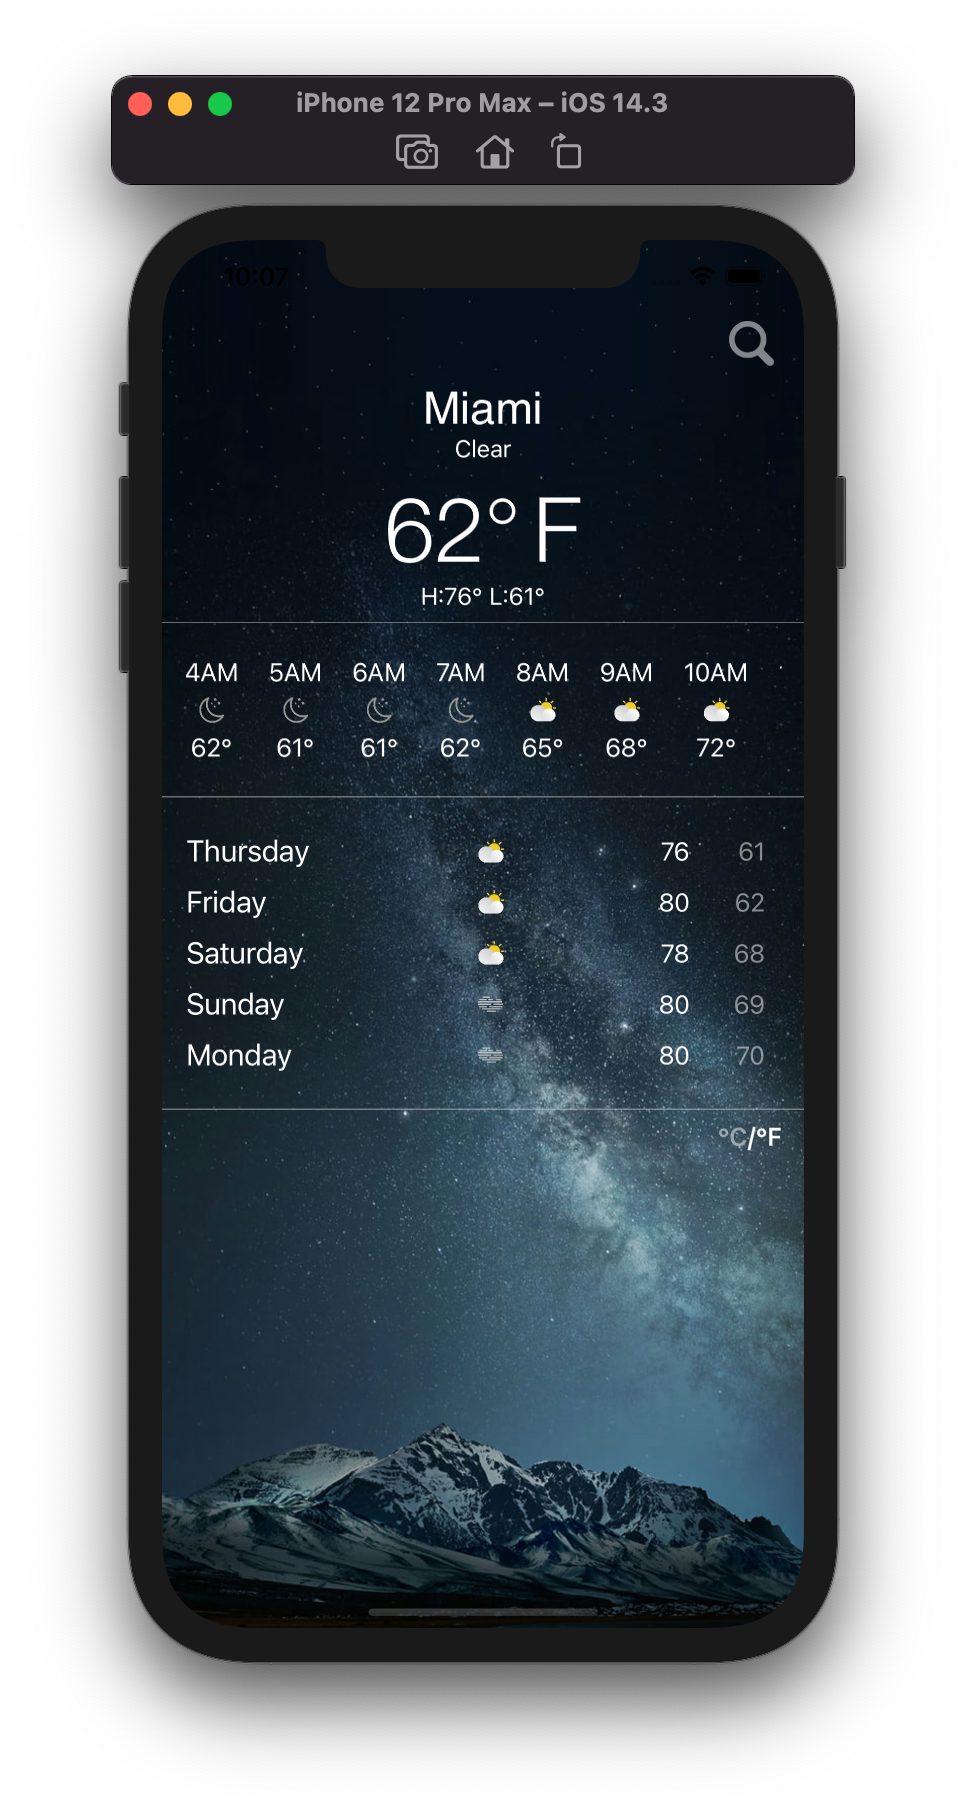 iPhone 12 Pro Max – iOS 14.3
10:07
Miami
Clear
62° F
H:76° L:61°
4AM 5AM 6AM 7AM 8AM 9AM 10AM
62° 61° 61° 62° 65° 68° 72°
Thursday 76 61
Friday 80 62
Saturday 78 68
Sunday 80 69
Monday 80 70
°C/°F